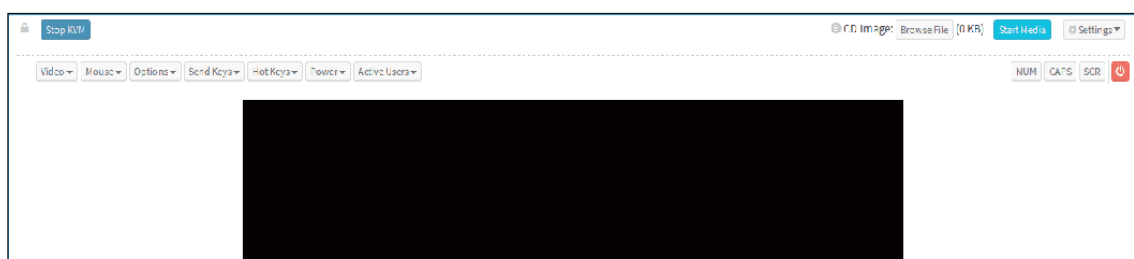 Stop KVM CD Image: Browse File (0 KB) Start Media Settings
Video Mouse Options Send Keys Hot Keys Power Active Users NUM CAPS SCR